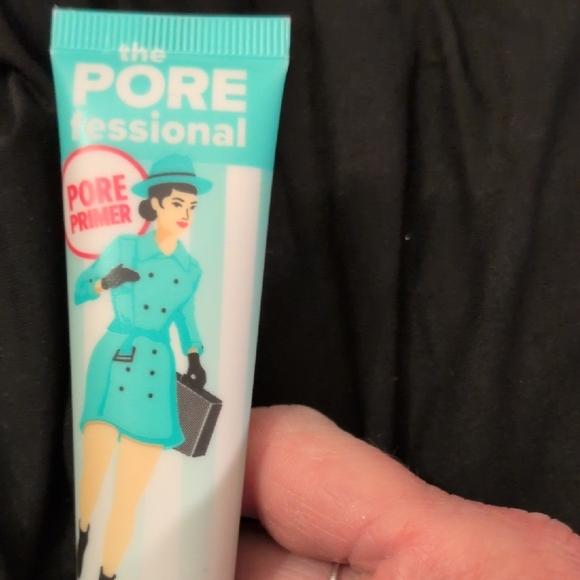 the
PORE
fessional
PORE
PRIMER